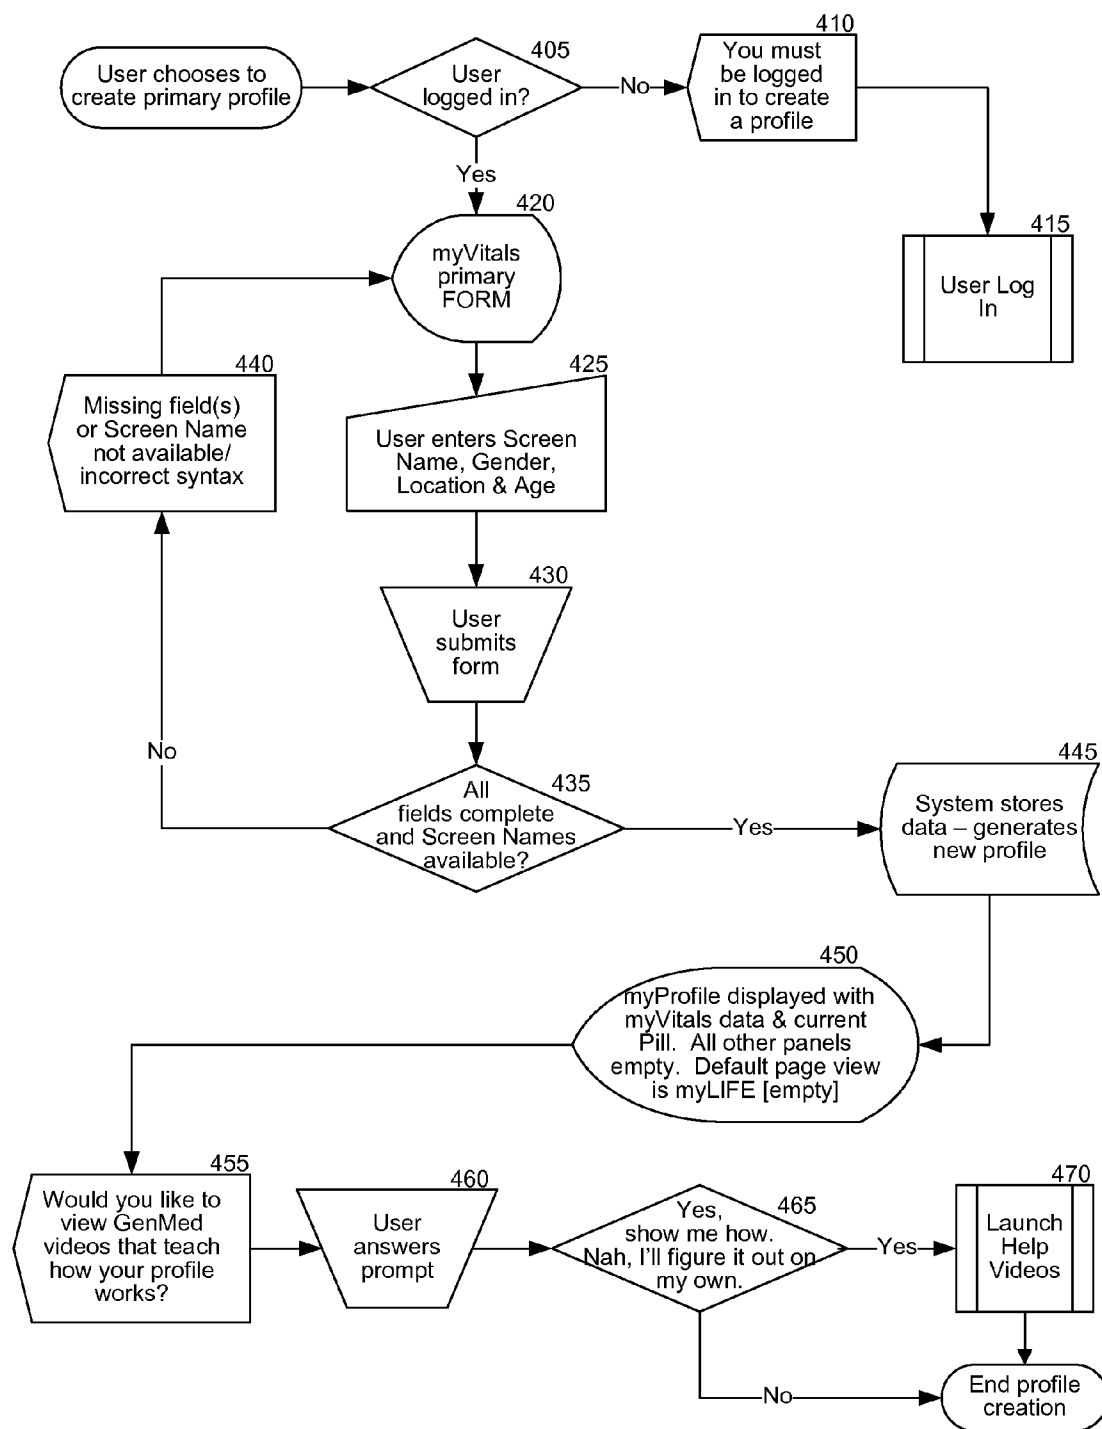 User chooses to
create primary profile
405
User
logged in?
No
410
You must
be logged
in to create
a profile
415
User Log
In
Yes
420
myVitals
primary
FORM
425
User enters Screen
Name, Gender,
Location & Age
430
User
submits
form
435
All
fields complete
and Screen Names
available?
No
440
Missing field(s)
or Screen Name
not available/
incorrect syntax
Yes
445
System stores
data – generates
new profile
450
myProfile displayed with
myVitals data & current
Pill.  All other panels
empty.  Default page view
is myLIFE [empty]
455
Would you like to
view GenMed
videos that teach
how your profile
works?
460
User
answers
prompt
465
Yes,
show me how.
Nah, I'll figure it out on
my own.
Yes
470
Launch
Help
Videos
No
End profile
creation